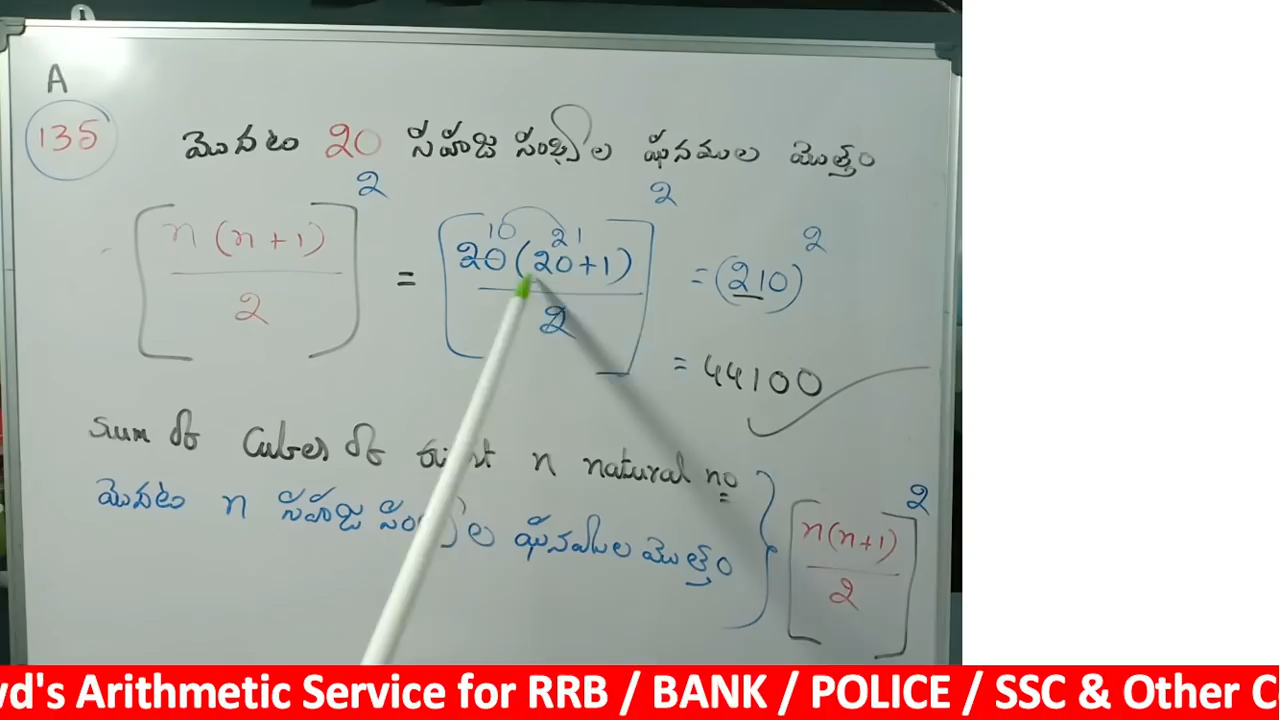 A
135 మొదటి 20 సహజ సంఖ్యల ఘనముల మొత్తం
[n(n+1)/2]² = [20(20+1)/2]² = (210)²
10 21
= 44100
Sum of Cubes of n natural no
మొదటి n సహజ ఘనముల మొత్తం } [n(n+1)/2]²
Arithmetic Service for RRB / BANK / POLICE / SSC & Other